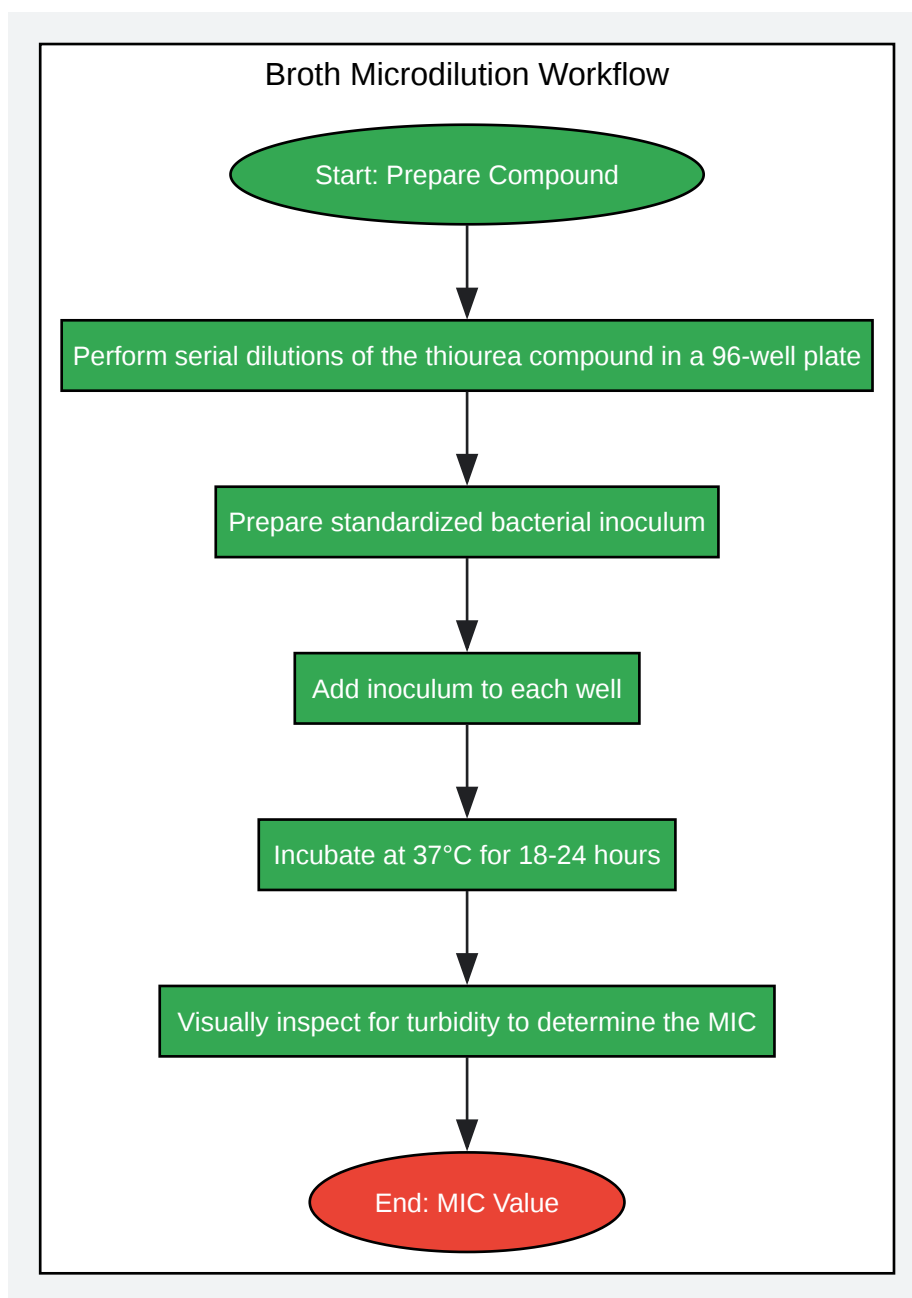 Broth Microdilution Workflow
Start: Prepare Compound
Perform serial dilutions of the thiourea compound in a 96-well plate
Prepare standardized bacterial inoculum
Add inoculum to each well
Incubate at 37°C for 18-24 hours
Visually inspect for turbidity to determine the MIC
End: MIC Value